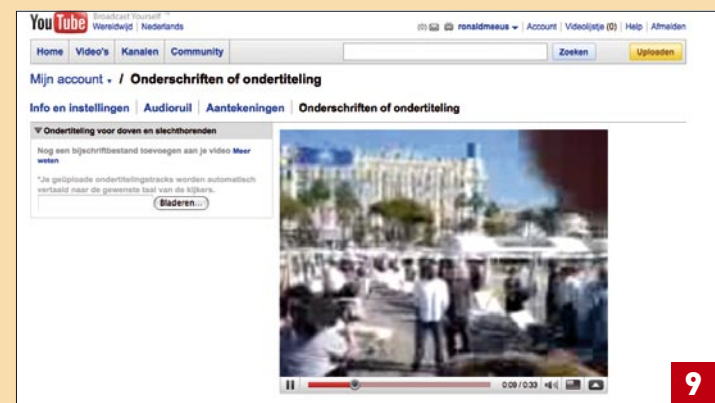 YouTube Broadcast Yourself ™
Wereldwijd | Nederlands
(0) ronaldmeeus Account | Videolijstje (0) | Help | Afmelden
Home Video's Kanalen Community Zoeken Uploaden
Mijn account / Onderschriften of ondertiteling
Info en instellingen | Audioruil | Aantekeningen | Onderschriften of ondertiteling
Ondertiteling voor doven en slechthorenden
Nog een bijschriftbestand toevoegen aan je video Meer
weten
*Je geüploade ondertitelingstracks worden automatisch
vertaald naar de gewenste taal van de kijkers.
Bladeren...
0:09 / 0:33
9